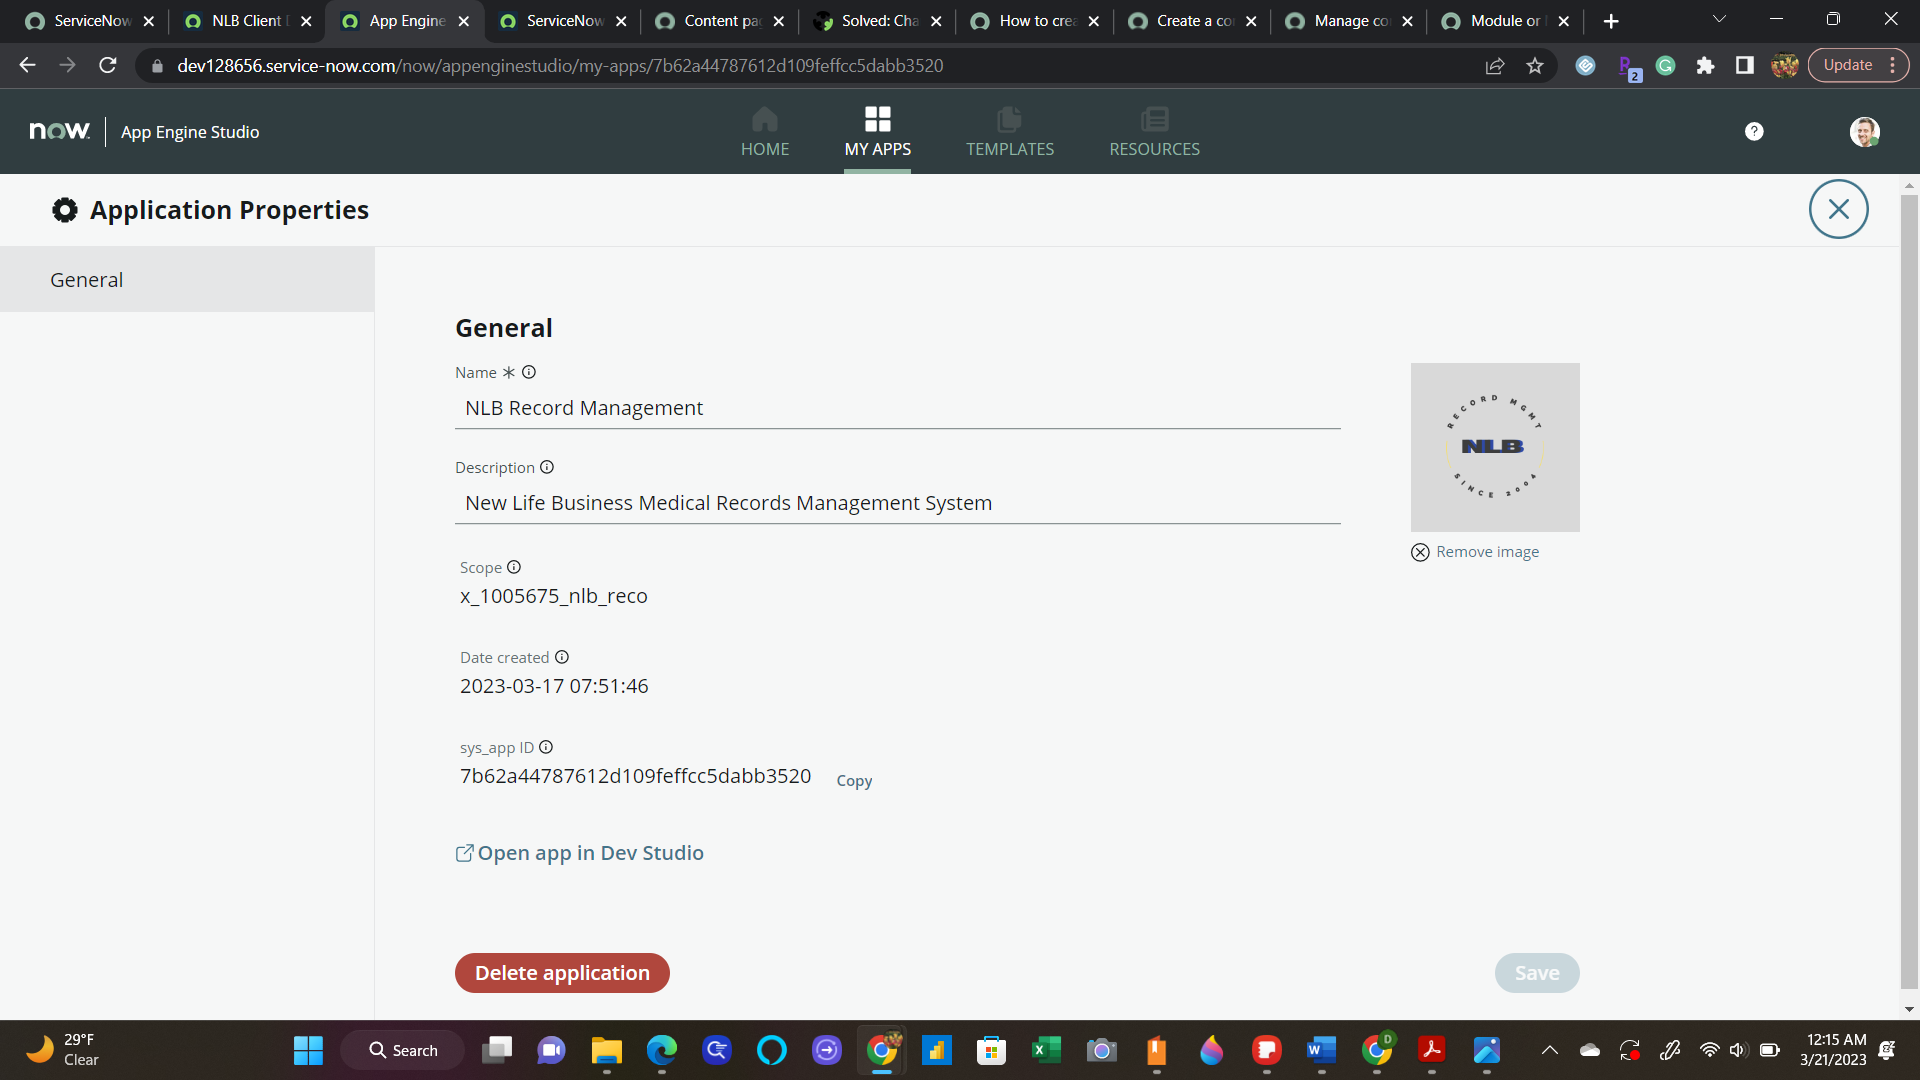 ServiceNow
NLB Client D
App Engine
ServiceNow
Content pa
Solved: Cha
How to crea
Create a co
Manage co
Module or
dev128656.service-now.com/now/appenginestudio/my-apps/7b62a44787612d109feffcc5dabb3520
2
Update
now
App Engine Studio
HOME
MY APPS
TEMPLATES
RESOURCES
Application Properties
General
General
Name *
NLB Record Management
Description
New Life Business Medical Records Management System
RECORD MGMT
NLB
SINCE 2004
Remove image
Scope
x_1005675_nlb_reco
Date created
2023-03-17 07:51:46
sys_app ID
7b62a44787612d109feffcc5dabb3520
Copy
Open app in Dev Studio
Delete application
Save
29°F
Clear
Search
D
12:15 AM
3/21/2023